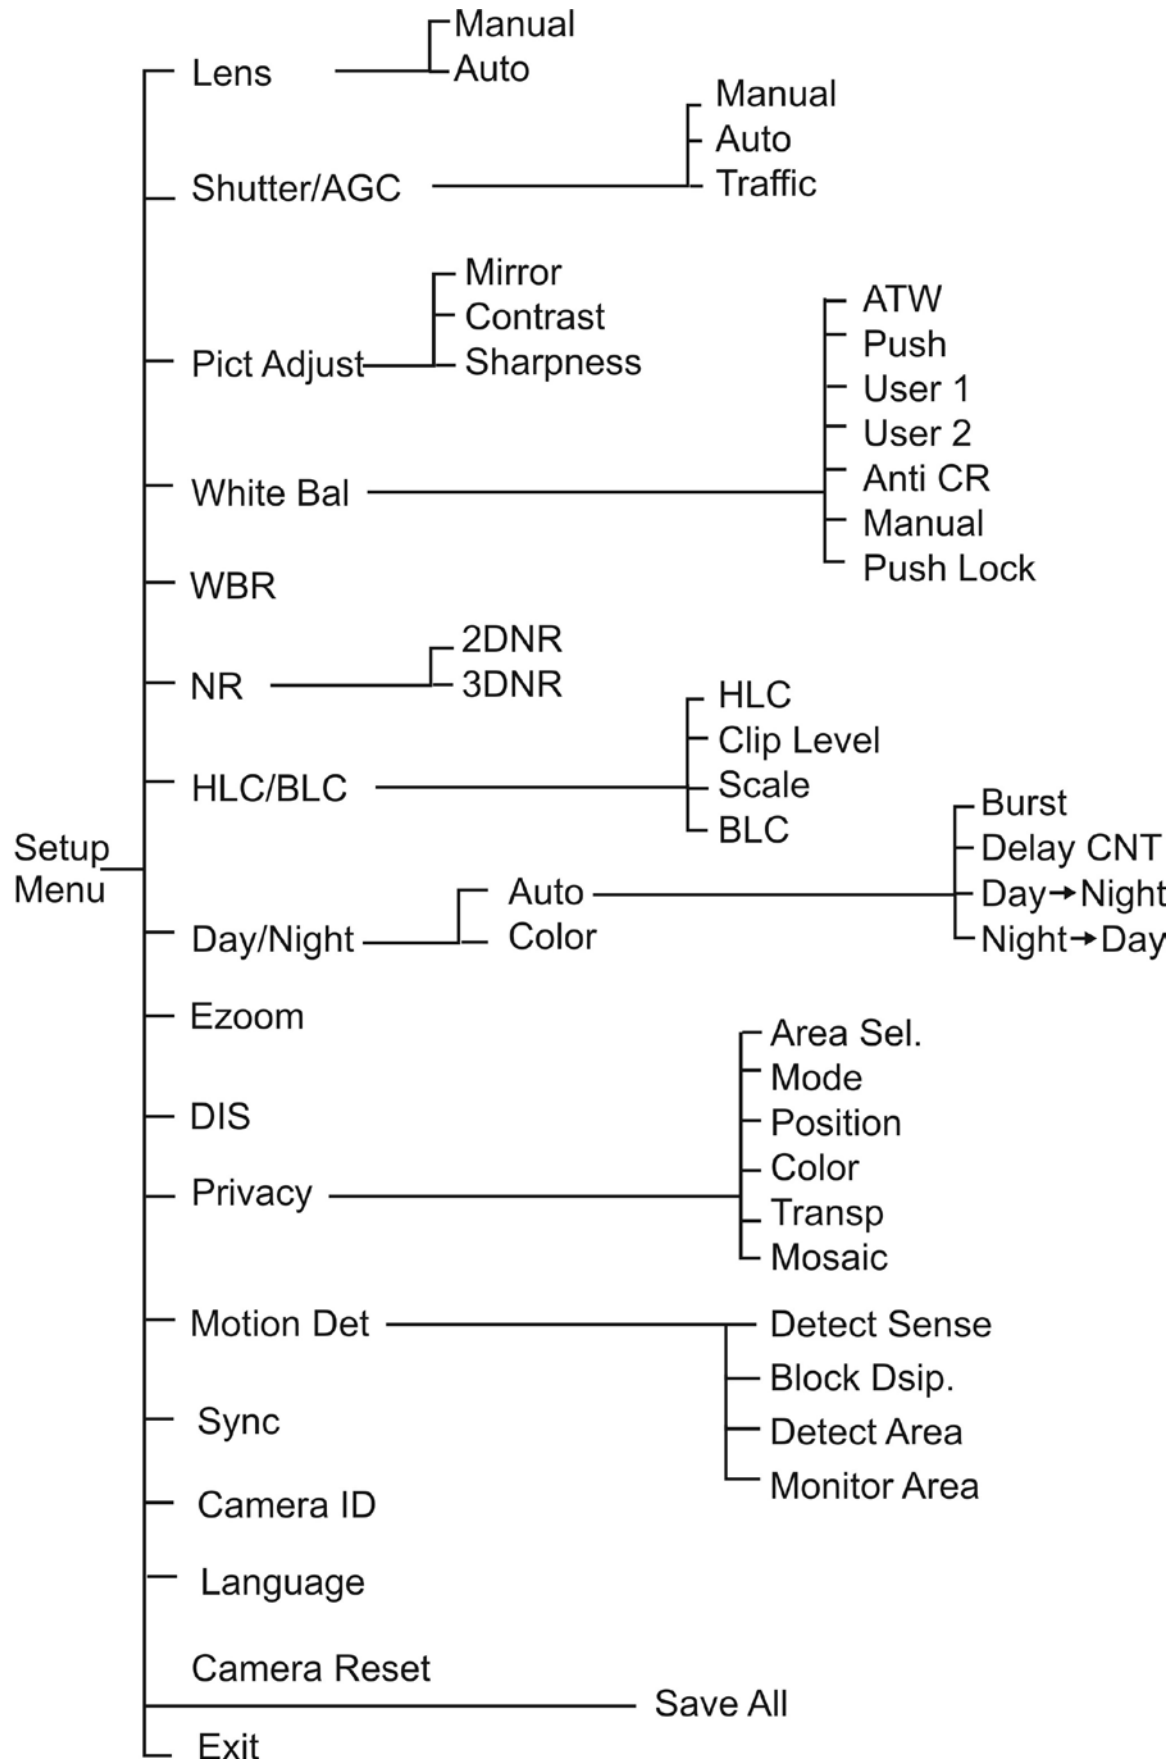 Manual
Lens
Auto
Manual
Shutter/AGC
Auto
Traffic
Mirror
Contrast
Pict Adjust
Sharpness
ATW
Push
User 1
User 2
White Bal
Anti CR
Manual
Push Lock
WBR
2DNR
NR
3DNR
HLC
Clip Level
HLC/BLC
Scale
BLC
Setup
Menu
Day/Night
Auto
Color
Burst
Delay CNT
Day→Night
Night→Day
Ezoom
DIS
Privacy
Area Sel.
Mode
Position
Color
Transp
Mosaic
Motion Det
Detect Sense
Block Dsip.
Detect Area
Monitor Area
Sync
Camera ID
Language
Camera Reset
Save All
Exit